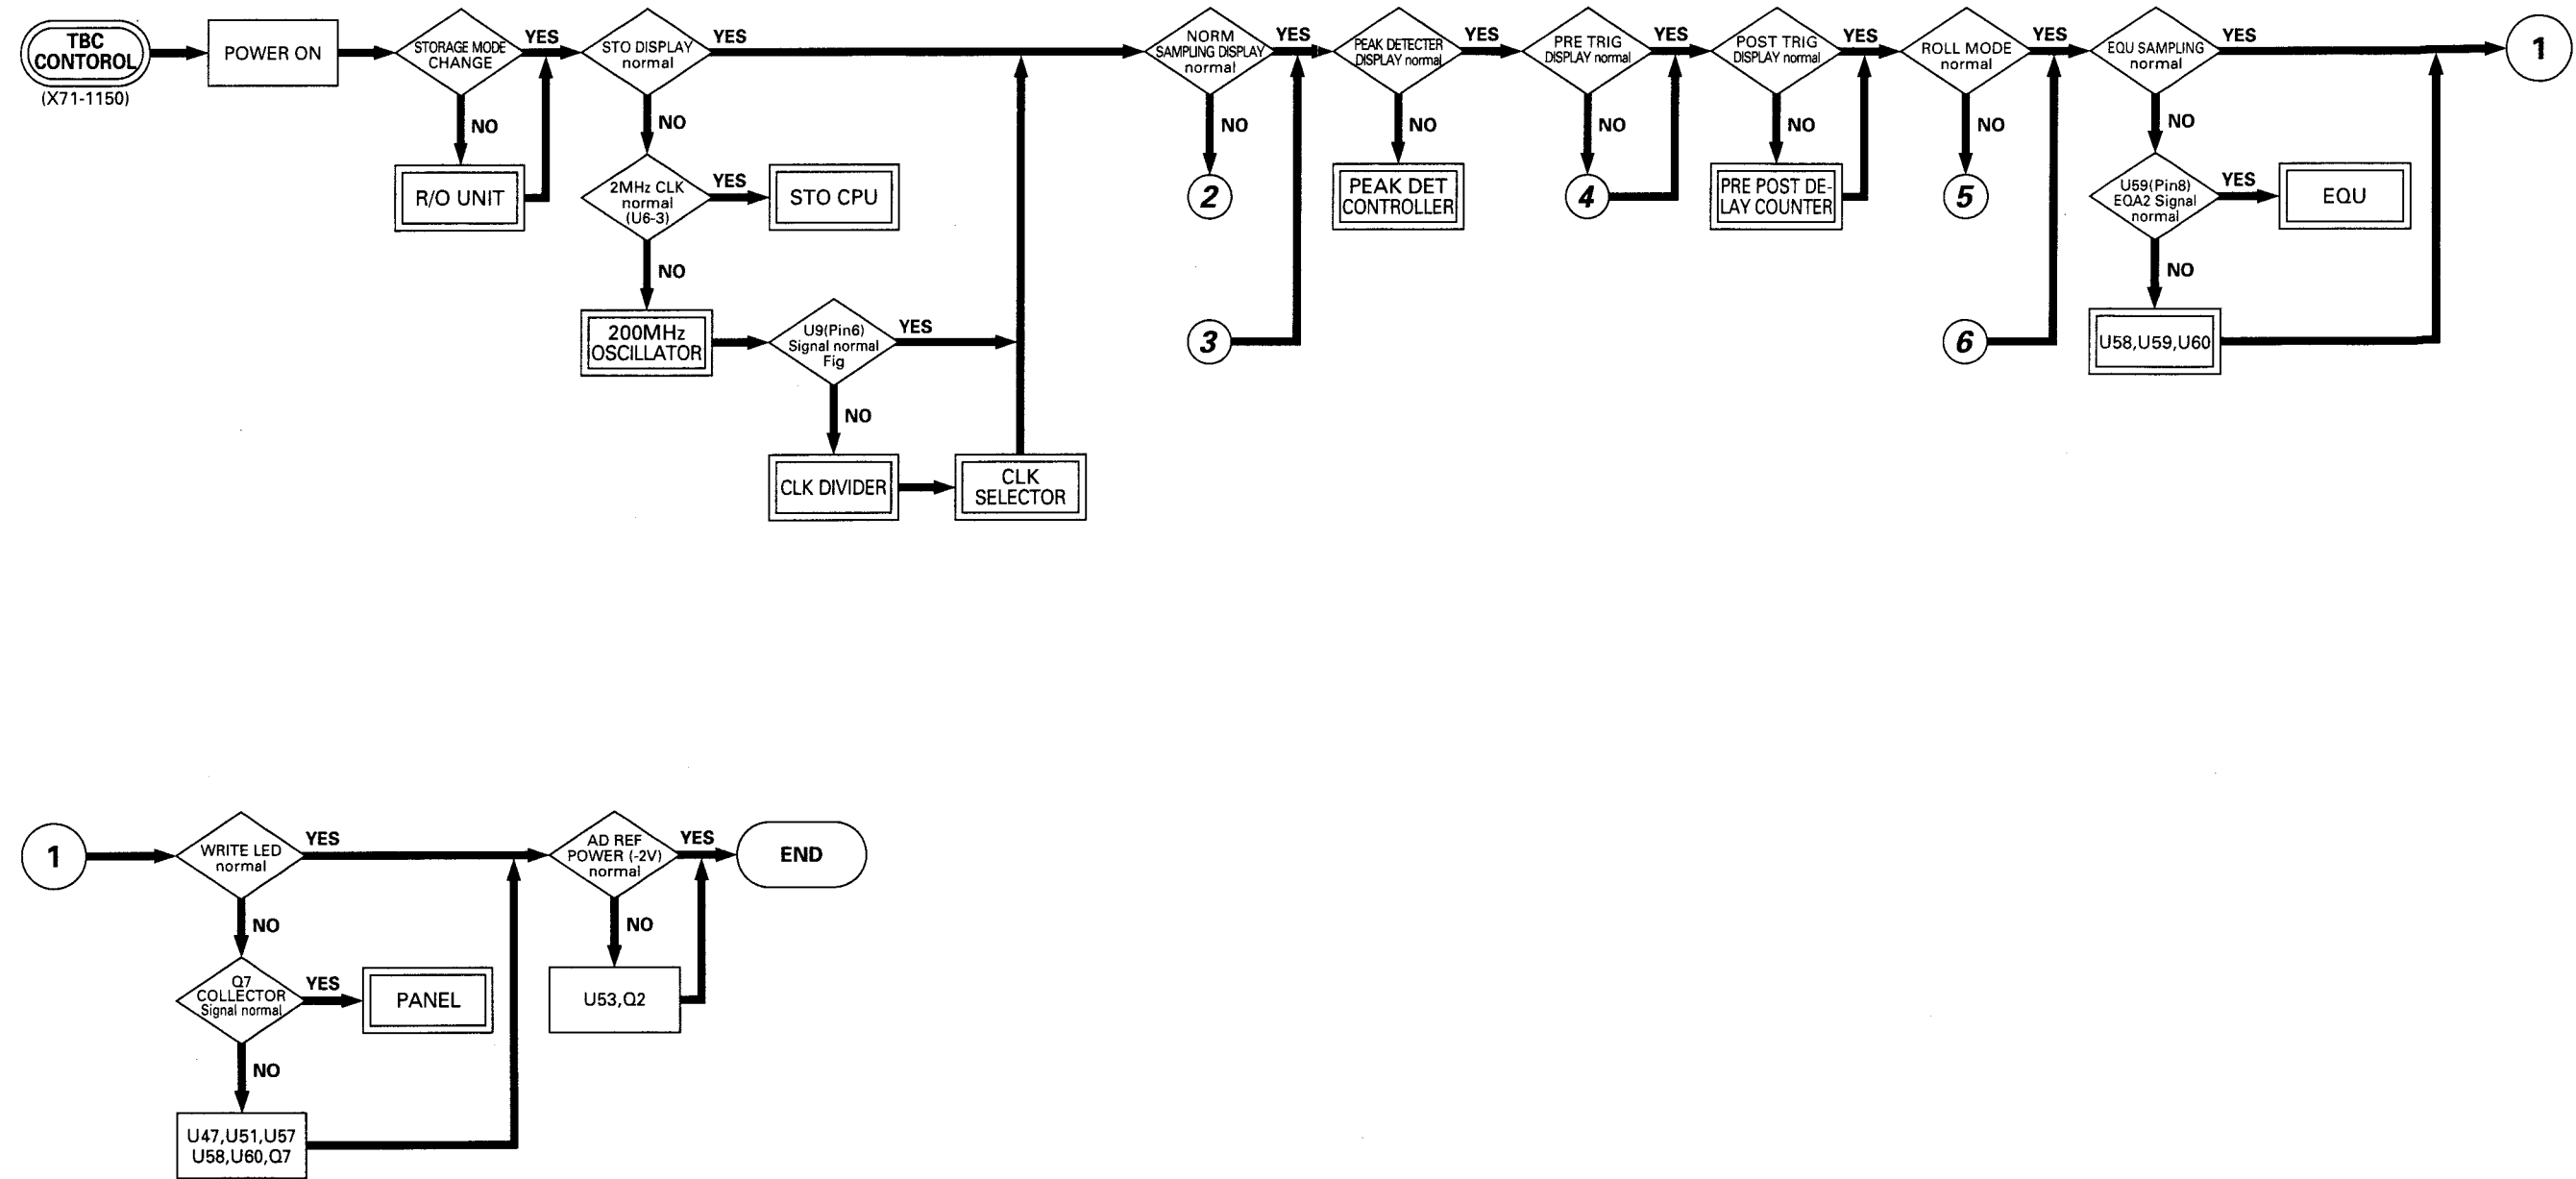 TBC
CONTOROL
(X71-1150)
POWER ON
STORAGE MODE
CHANGE
YES
NO
R/O UNIT
STO DISPLAY
normal
YES
NO
2MHz CLK
normal
(U6-3)
YES
STO CPU
NO
200MHz
OSCILLATOR
U9(Pin6)
Signal normal
Fig
YES
NO
CLK DIVIDER
CLK
SELECTOR
NORM
SAMPLING DISPLAY
normal
YES
NO
2
3
PEAK DETECTER
DISPLAY normal
YES
NO
PEAK DET
CONTROLLER
PRE TRIG
DISPLAY normal
YES
NO
4
POST TRIG
DISPLAY normal
YES
NO
PRE POST DE-
LAY COUNTER
ROLL MODE
normal
YES
NO
5
6
EQU SAMPLING
normal
YES
NO
U59(Pin8)
EQA2 Signal
normal
YES
EQU
NO
U58,U59,U60
1
1
WRITE LED
normal
YES
NO
Q7
COLLECTOR
Signal normal
YES
PANEL
NO
U47,U51,U57
U58,U60,Q7
AD REF
POWER (-2V)
normal
YES
NO
U53,Q2
END